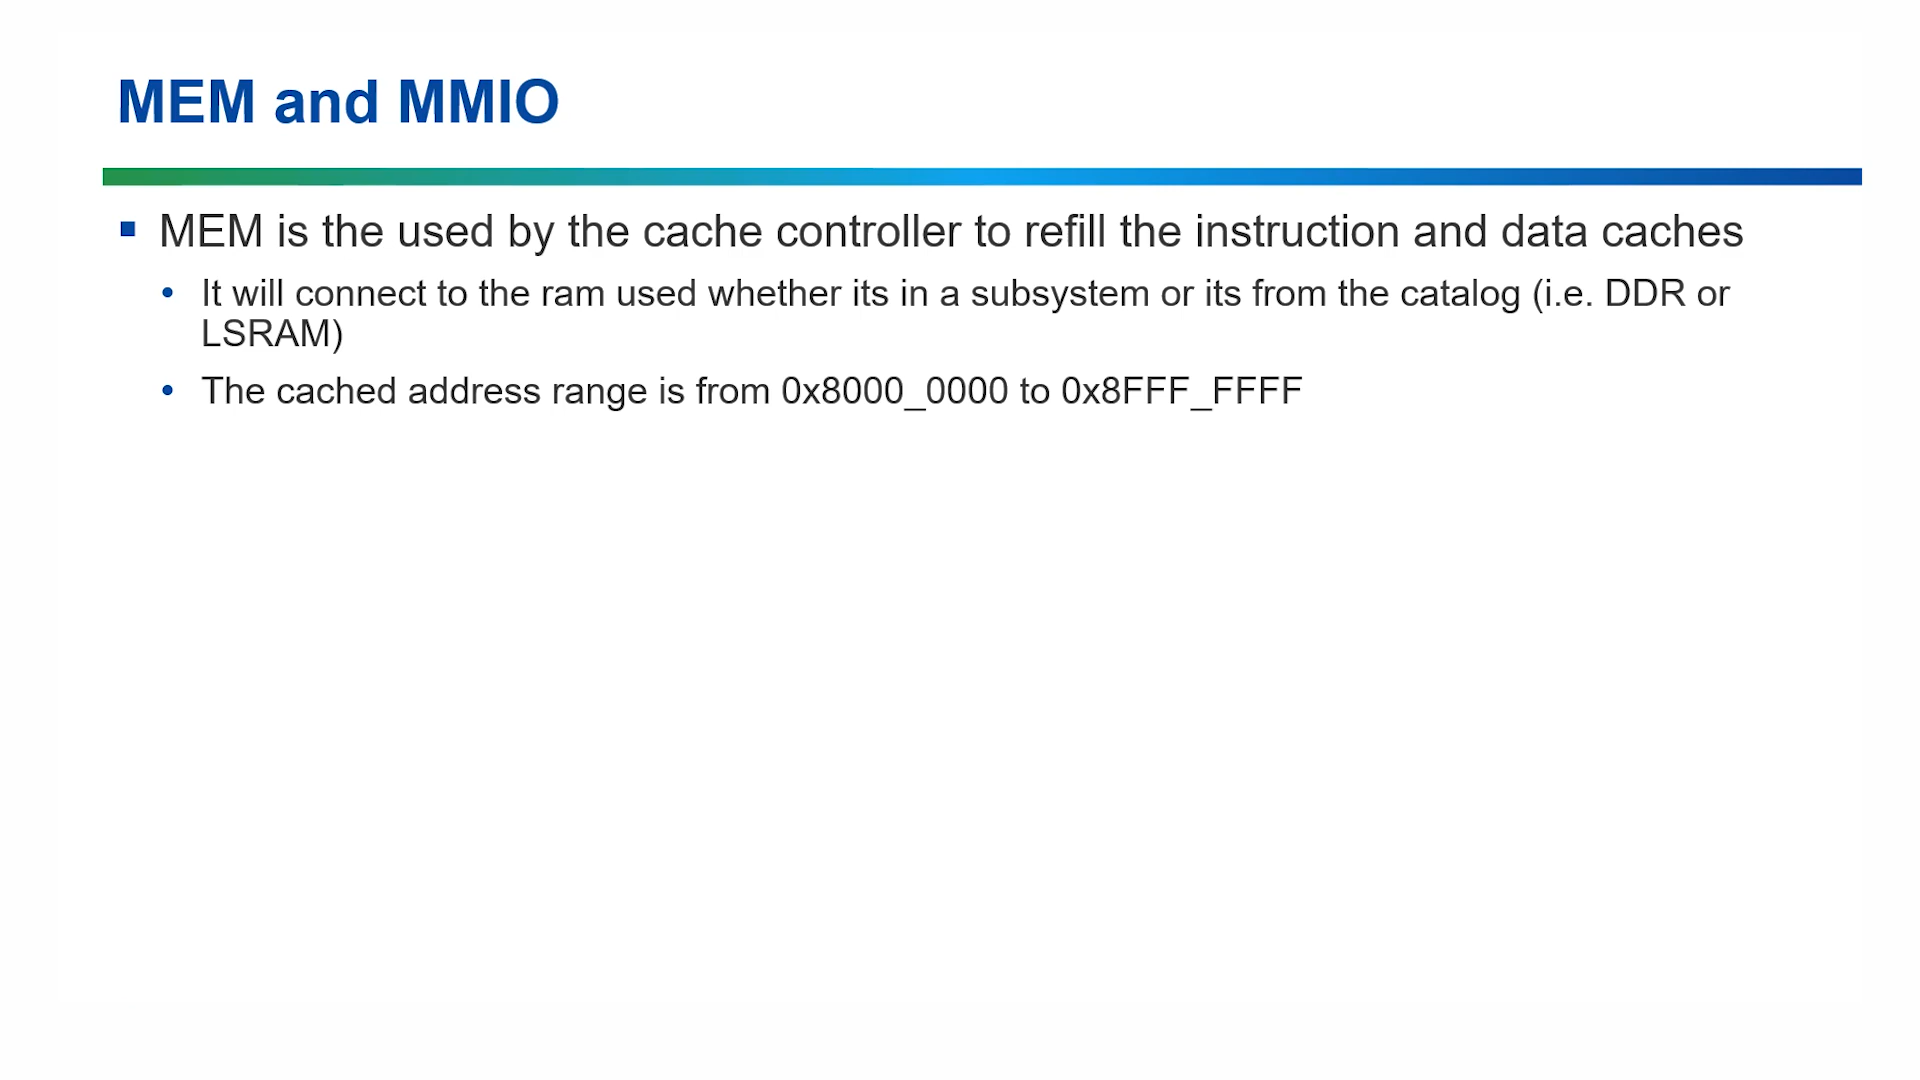 MEM and MMIO
MEM is the used by the cache controller to refill the instruction and data caches
It will connect to the ram used whether its in a subsystem or its from the catalog (i.e. DDR or
LSRAM)
The cached address range is from 0x8000_0000 to 0x8FFF_FFFF